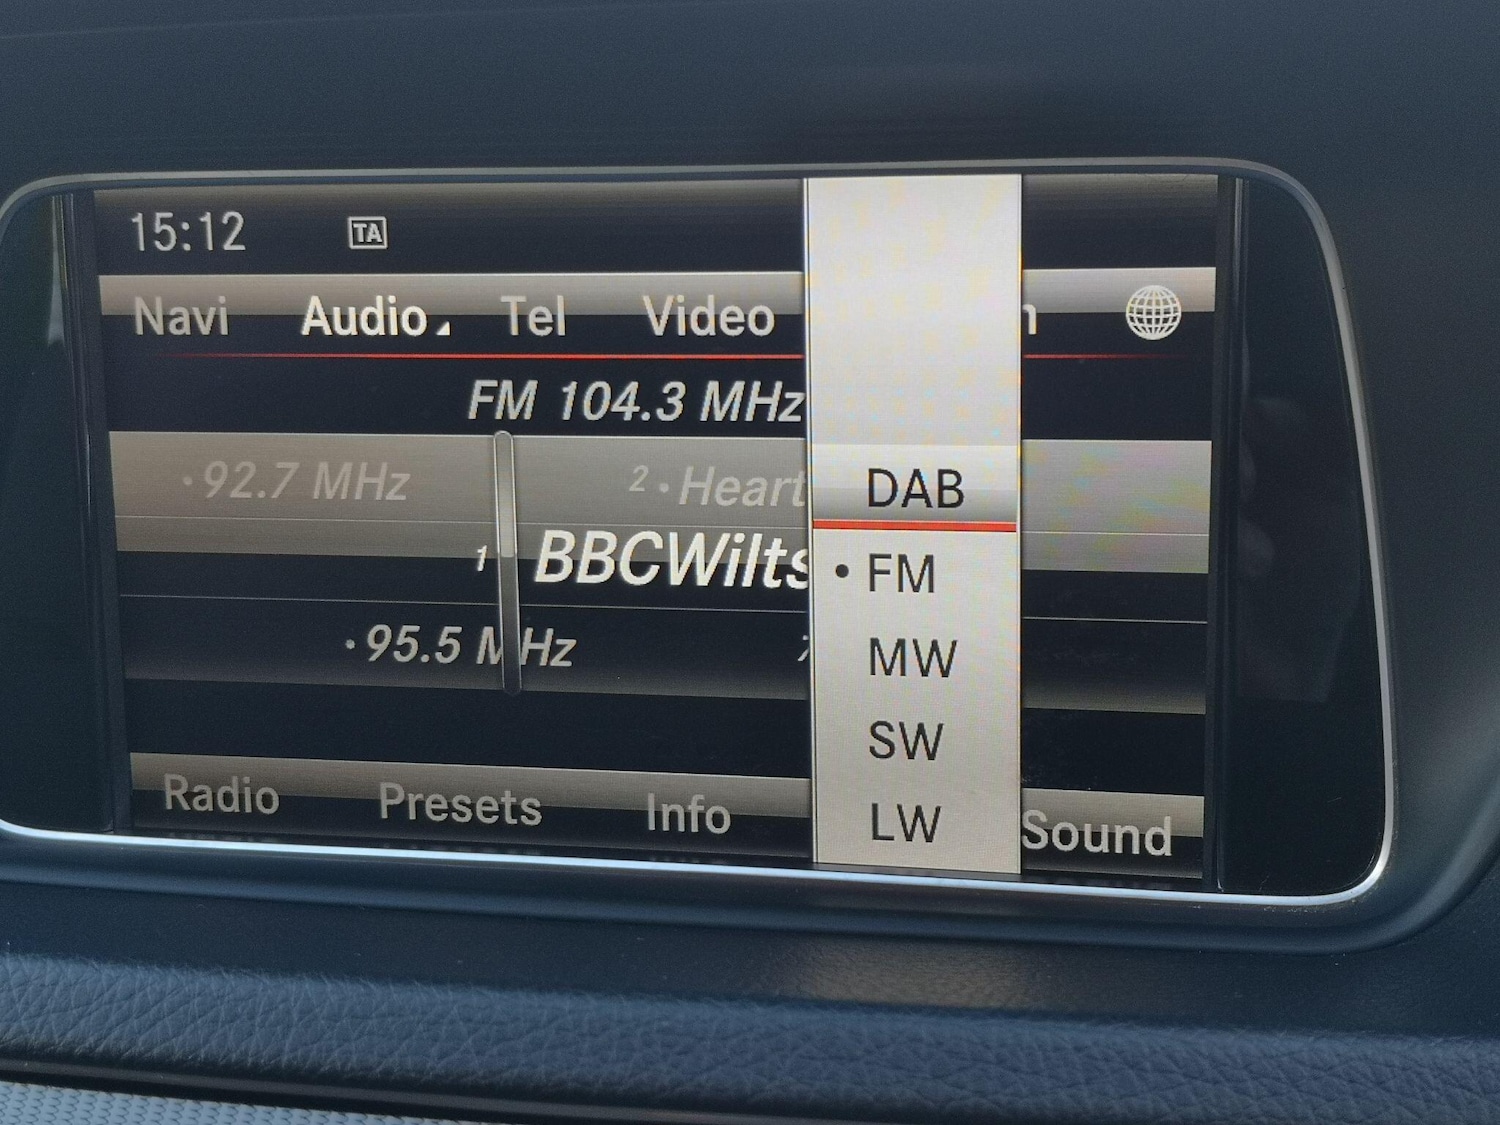 15:12 TA
Navi Audio Tel Video n
FM 104.3 MHz
·92.7 MHz 2·Heart DAB
1 BBCWilts •FM
·95.5 MHz 7 MW
SW
LW
Radio Presets Info Sound